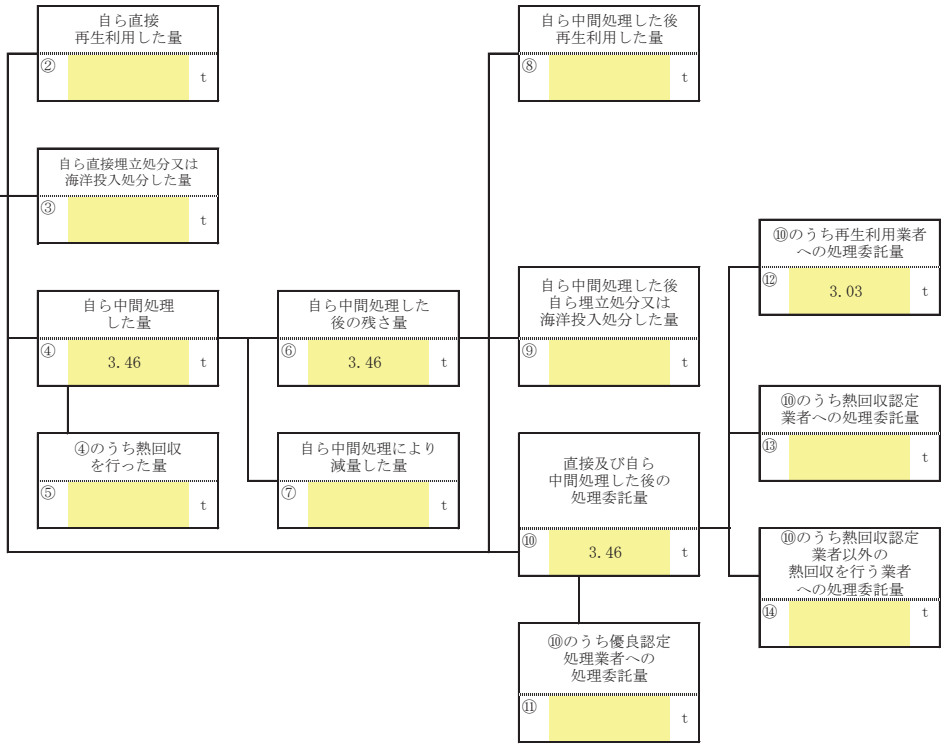 自ら直接
再生利用した量
②
t
自ら直接埋立処分又は
海洋投入処分した量
③
t
自ら中間処理
した量
④
3.46
t
④のうち熱回収
を行った量
⑤
t
自ら中間処理した
後の残さ量
⑥
3.46
t
自ら中間処理により
減量した量
⑦
t
自ら中間処理した後
再生利用した量
⑧
t
自ら中間処理した後
自ら埋立処分又は
海洋投入処分した量
⑨
t
直接及び自ら
中間処理した後の
処理委託量
⑩
3.46
t
⑩のうち優良認定
処理業者への
処理委託量
⑪
t
⑩のうち再生利用業者
への処理委託量
⑫
3.03
t
⑩のうち熱回収認定
業者への処理委託量
⑬
t
⑩のうち熱回収認定
業者以外の
熱回収を行う業者
への処理委託量
⑭
t